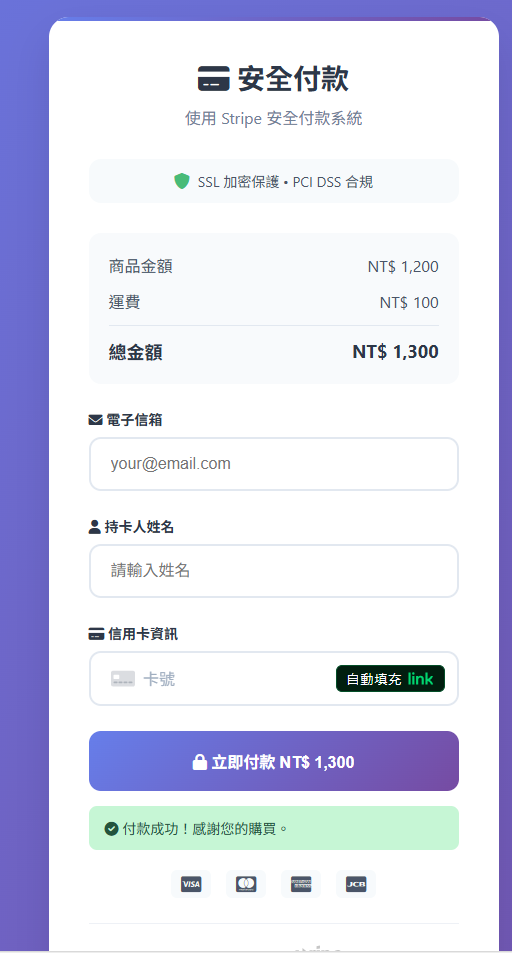 安全付款
使用 Stripe 安全付款系統
SSL 加密保護 • PCI DSS 合規
商品金額 NT$ 1,200
運費 NT$ 100
總金額 NT$ 1,300
電子信箱
your@email.com
持卡人姓名
請輸入姓名
信用卡資訊
卡號 自動填充 link
立即付款 NT$ 1,300
付款成功！感謝您的購買。
VISA JCB